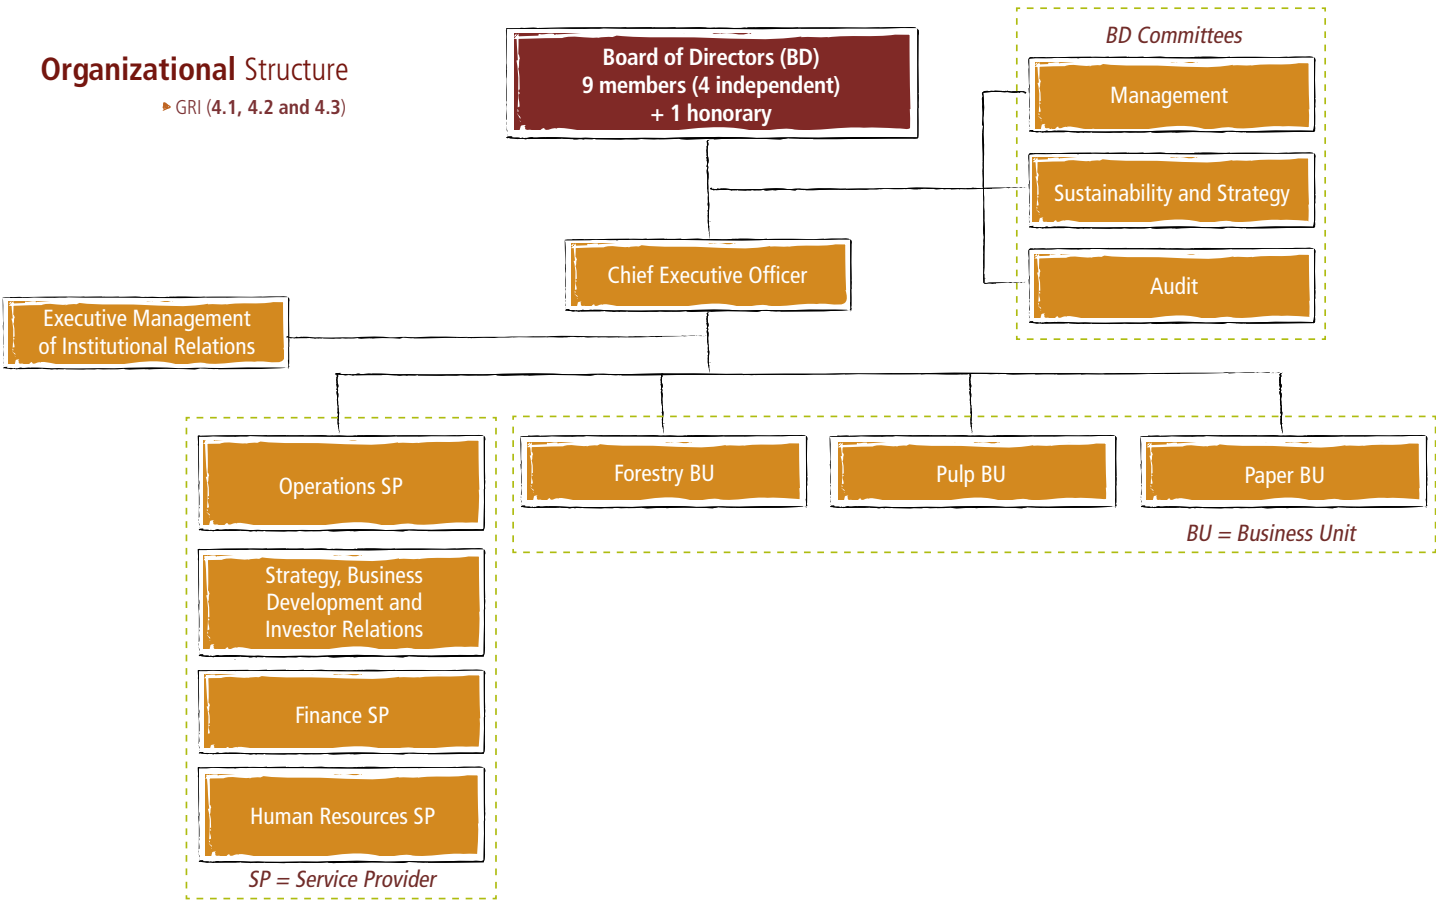 Organizational Structure
GRI (4.1, 4.2 and 4.3)
Board of Directors (BD)
9 members (4 independent)
+ 1 honorary
BD Committees
Management
Sustainability and Strategy
Audit
Chief Executive Officer
Executive Management
of Institutional Relations
Operations SP
Strategy, Business
Development and
Investor Relations
Finance SP
Human Resources SP
SP = Service Provider
Forestry BU
Pulp BU
Paper BU
BU = Business Unit